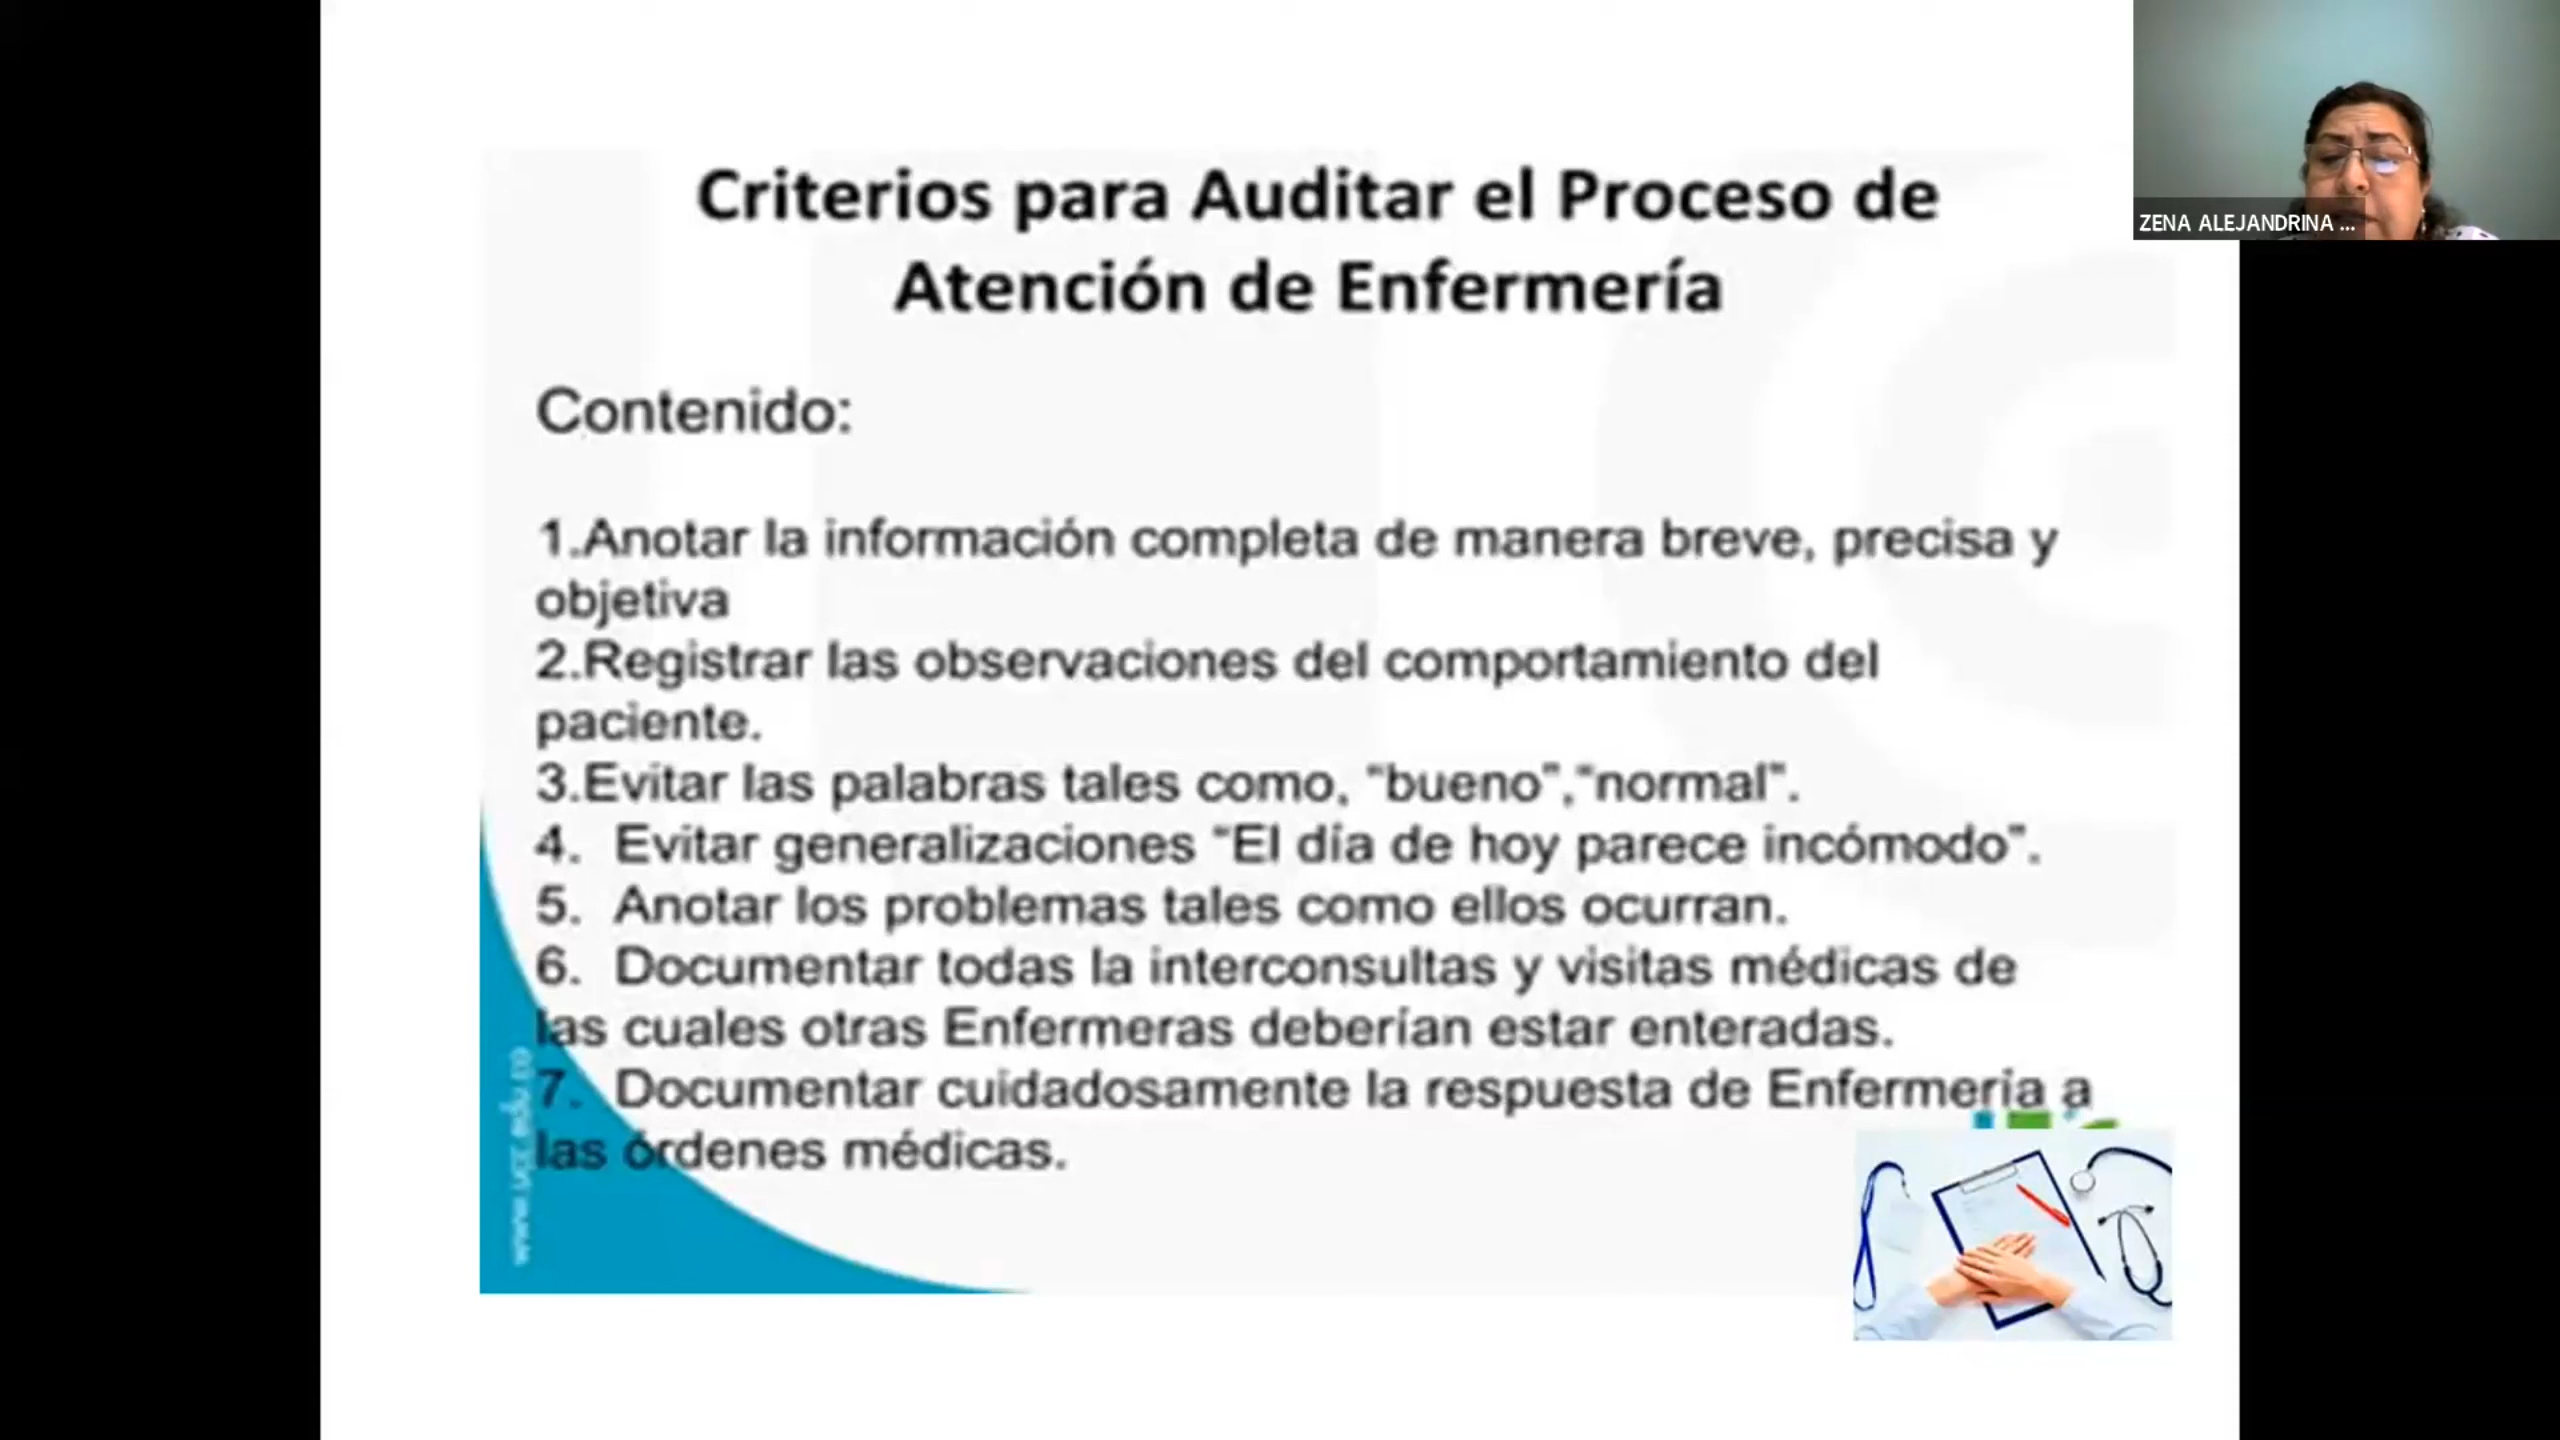 Criterios para Auditar el Proceso de
Atención de Enfermería
ZENA ALEJANDRINA ...
Contenido:
1.Anotar la información completa de manera breve, precisa y
objetiva
2.Registrar las observaciones del comportamiento del
paciente.
3.Evitar las palabras tales como, “bueno”,“normal”.
4. Evitar generalizaciones “El día de hoy parece incómodo”.
5. Anotar los problemas tales como ellos ocurran.
6. Documentar todas la interconsultas y visitas médicas de
las cuales otras Enfermeras deberían estar enteradas.
7. Documentar cuidadosamente la respuesta de Enfermería a
las órdenes médicas.